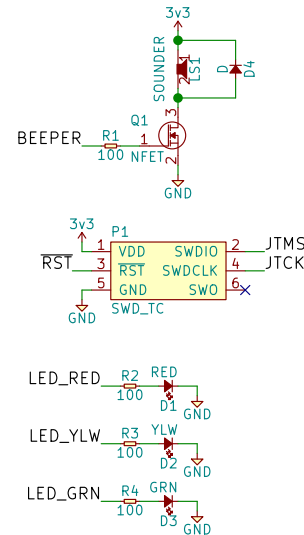 3v3
SOUNDER
LS1
D
D4
Q1
BEEPER
R1
100
1
3
2
NFET
GND
3v3
P1
1 VDD SWDIO 2 JTMS
RST 3 RST SWDCLK 4 JTCK
5 GND SWO 6
GND
SWD_TC
LED_RED R2 RED
100 D1 GND
LED_YLW R3 YLW
100 D2 GND
LED_GRN R4 GRN
100 D3 GND